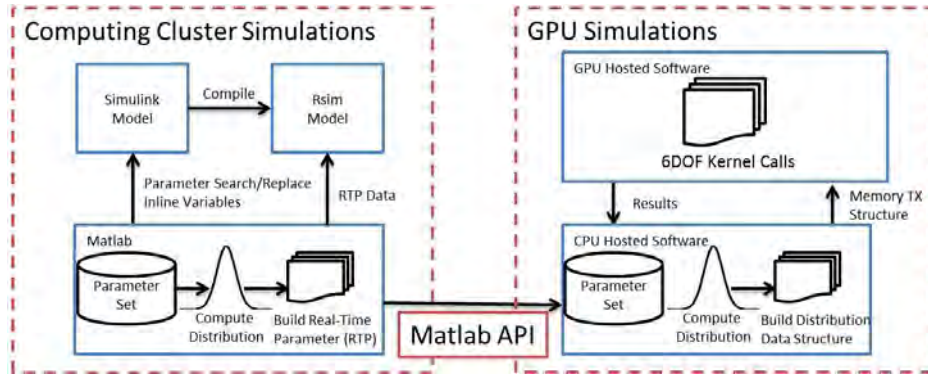 Computing Cluster Simulations
Simulink
Model
Compile
Rsim
Model
Parameter Search/Replace
Inline Variables
RTP Data
Matlab
Parameter
Set
Compute
Distribution
Build Real-Time
Parameter (RTP)
Matlab API
GPU Simulations
GPU Hosted Software
6DOF Kernel Calls
Results
Memory TX
Structure
CPU Hosted Software
Parameter
Set
Compute
Distribution
Build Distribution
Data Structure